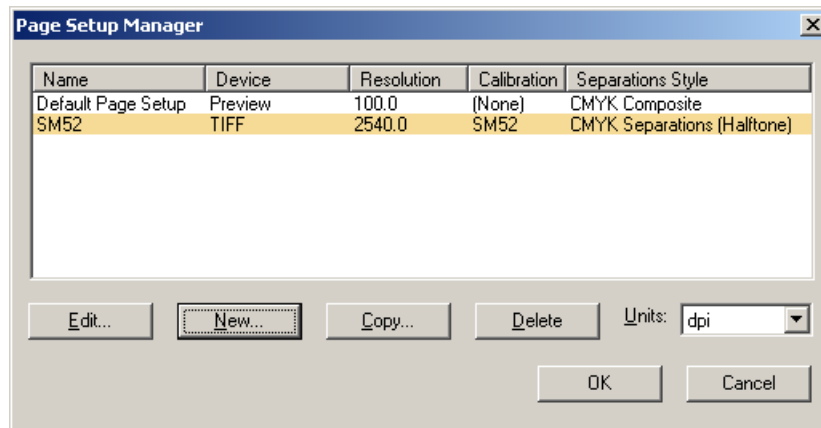 Page Setup Manager
Name Device Resolution Calibration Separations Style
Default Page Setup Preview 100.0 (None) CMYK Composite
SM52 TIFF 2540.0 SM52 CMYK Separations (Halftone)
Edit... New... Copy... Delete Units: dpi
OK Cancel